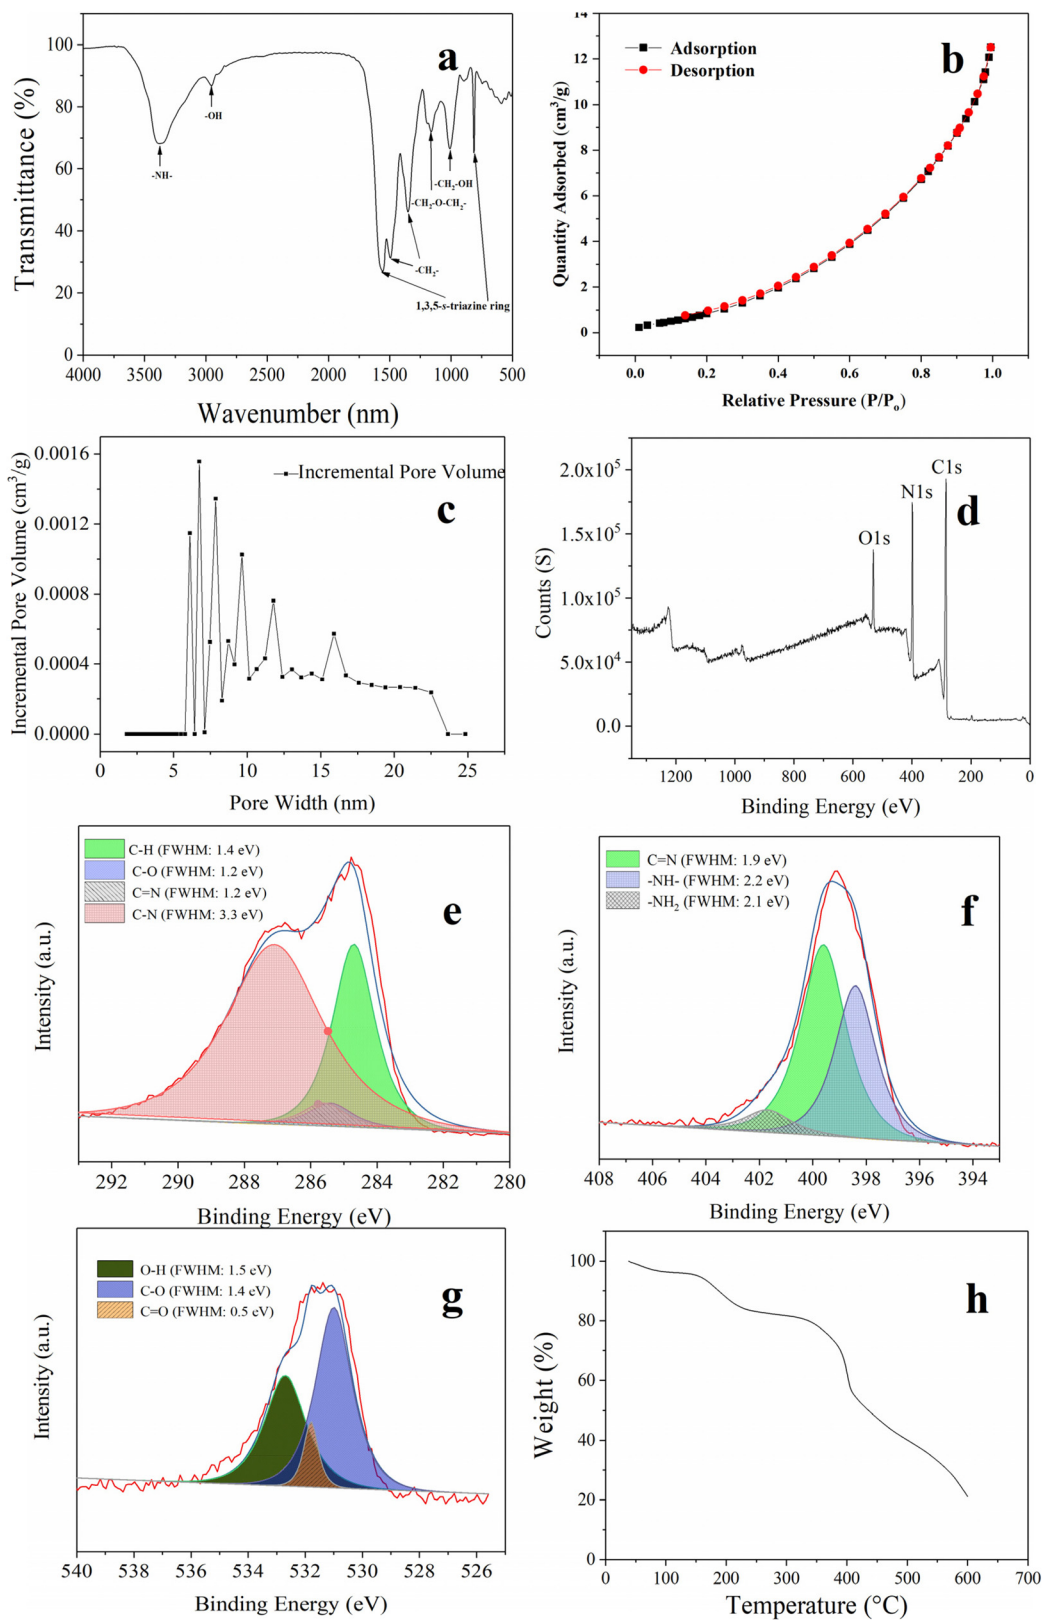 a
100
80
60
40
20
0
Transmittance (%)
-OH
-NH-
-CH₂-OH
-CH₂-O-CH₂-
-CH₂-
1,3,5-s-triazine ring
4000 3500 3000 2500 2000 1500 1000 500
Wavenumber (nm)
b
Adsorption
Desorption
14
12
10
8
6
4
2
0
Quantity Adsorbed (cm³/g)
0.0 0.2 0.4 0.6 0.8 1.0
Relative Pressure (P/Pₒ)
c
Incremental Pore Volume
0.0016
0.0012
0.0008
0.0004
0.0000
Incremental Pore Volume (cm³/g)
0 5 10 15 20 25
Pore Width (nm)
d
C1s
N1s
O1s
2.0x10⁵
1.5x10⁵
1.0x10⁵
5.0x10⁴
0.0
Counts (S)
1200 1000 800 600 400 200 0
Binding Energy (eV)
e
C-H (FWHM: 1.4 eV)
C-O (FWHM: 1.2 eV)
C=N (FWHM: 1.2 eV)
C-N (FWHM: 3.3 eV)
Intensity (a.u.)
292 290 288 286 284 282 280
Binding Energy (eV)
f
C=N (FWHM: 1.9 eV)
-NH- (FWHM: 2.2 eV)
-NH₂ (FWHM: 2.1 eV)
Intensity (a.u.)
408 406 404 402 400 398 396 394
Binding Energy (eV)
g
O-H (FWHM: 1.5 eV)
C-O (FWHM: 1.4 eV)
C=O (FWHM: 0.5 eV)
Intensity (a.u.)
540 538 536 534 532 530 528 526
Binding Energy (eV)
h
100
80
60
40
20
0
Weight (%)
0 100 200 300 400 500 600 700
Temperature (°C)